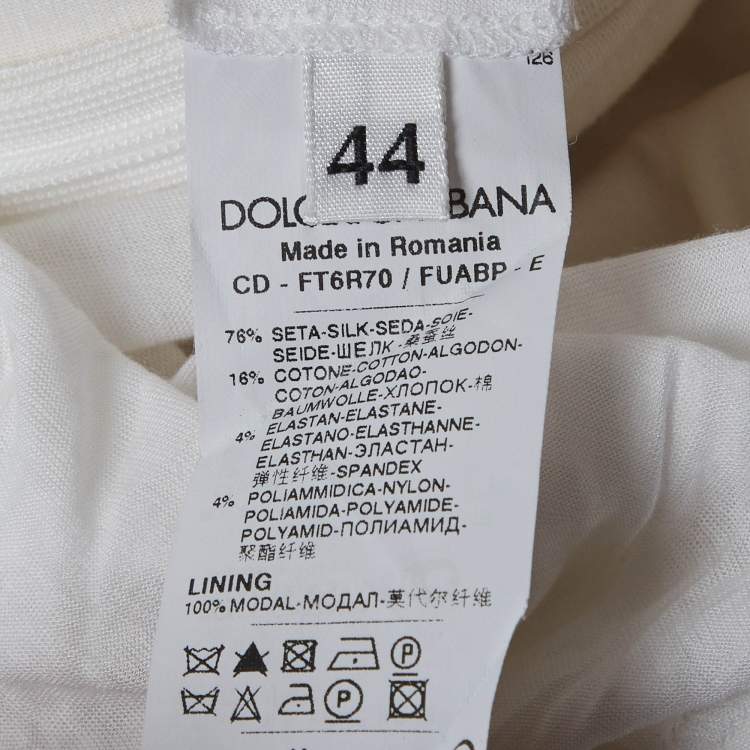 126
44
Made in Romania
CD - FT6R70 / FUABP - E
76% SETA-SILK-SEDA-SOIE-
SEIDE-ШЕЛК-桑蚕丝
16% COTONE-COTTON-ALGODON-
COTON-ALGODAO-
BAUMWOLLE-ХЛОПОК-棉
4% ELASTAN-ELASTANE-
ELASTANO-ELASTHANNE-
ELASTHAN-ЭЛАСТАН-
弹性纤维-SPANDEX
4% POLIAMMIDICA-NYLON-
POLIAMIDA-POLYAMIDE-
POLYAMID-ПОЛИАМИД-
聚酯纤维
LINING
100% MODAL-МОДАЛ-莫代尔纤维
P
P